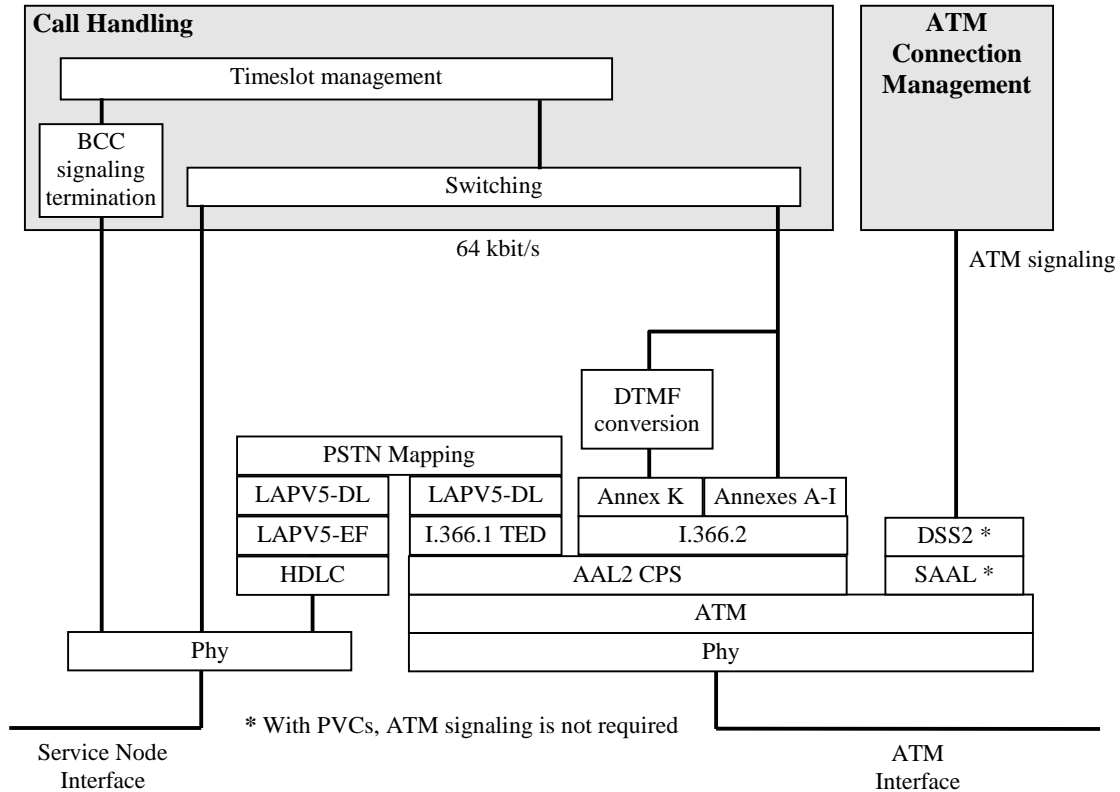 Call Handling
Timeslot management
BCC
signaling
termination
Switching
64 kbit/s
ATM
Connection
Management
ATM signaling
DTMF
conversion
PSTN Mapping
LAPV5-DL
LAPV5-DL
Annex K
Annexes A-I
LAPV5-EF
I.366.1 TED
I.366.2
DSS2 *
HDLC
AAL2 CPS
SAAL *
ATM
Phy
Phy
* With PVCs, ATM signaling is not required
Service Node
Interface
ATM
Interface